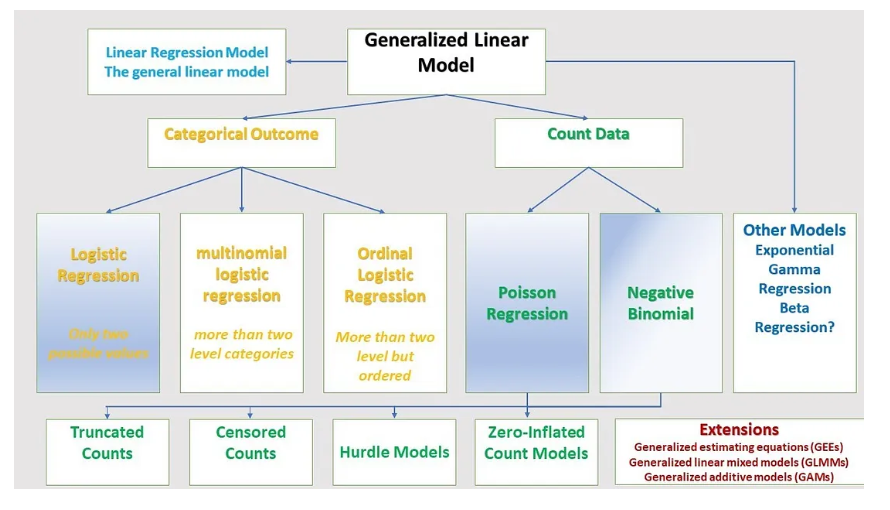 Generalized Linear
Model
Linear Regression Model
The general linear model
Categorical Outcome
Count Data
Logistic
Regression
Only two
possible values
multinomial
logistic
regression
more than two
level categories
Ordinal
Logistic
Regression
More than two
level but
ordered
Poisson
Regression
Negative
Binomial
Other Models
Exponential
Gamma
Regression
Beta
Regression?
Truncated
Counts
Censored
Counts
Hurdle Models
Zero-Inflated
Count Models
Extensions
Generalized estimating equations (GEEs)
Generalized linear mixed models (GLMMs)
Generalized additive models (GAMs)